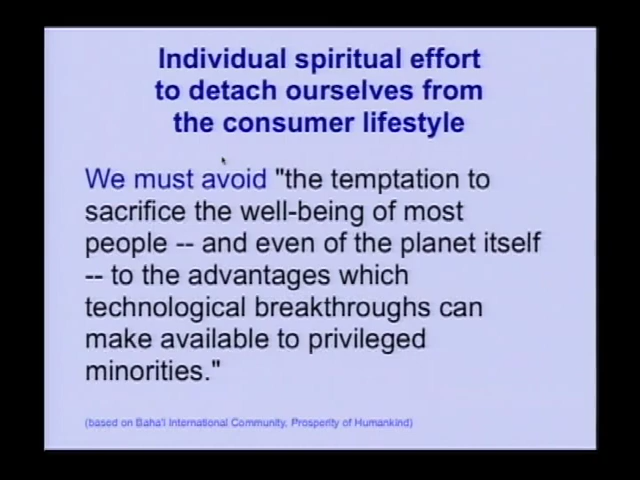 Individual spiritual effort
to detach ourselves from
the consumer lifestyle
We must avoid "the temptation to
sacrifice the well-being of most
people -- and even of the planet itself
-- to the advantages which
technological breakthroughs can
make available to privileged
minorities."
(based on Baha'i International Community, Prosperity of Humankind)